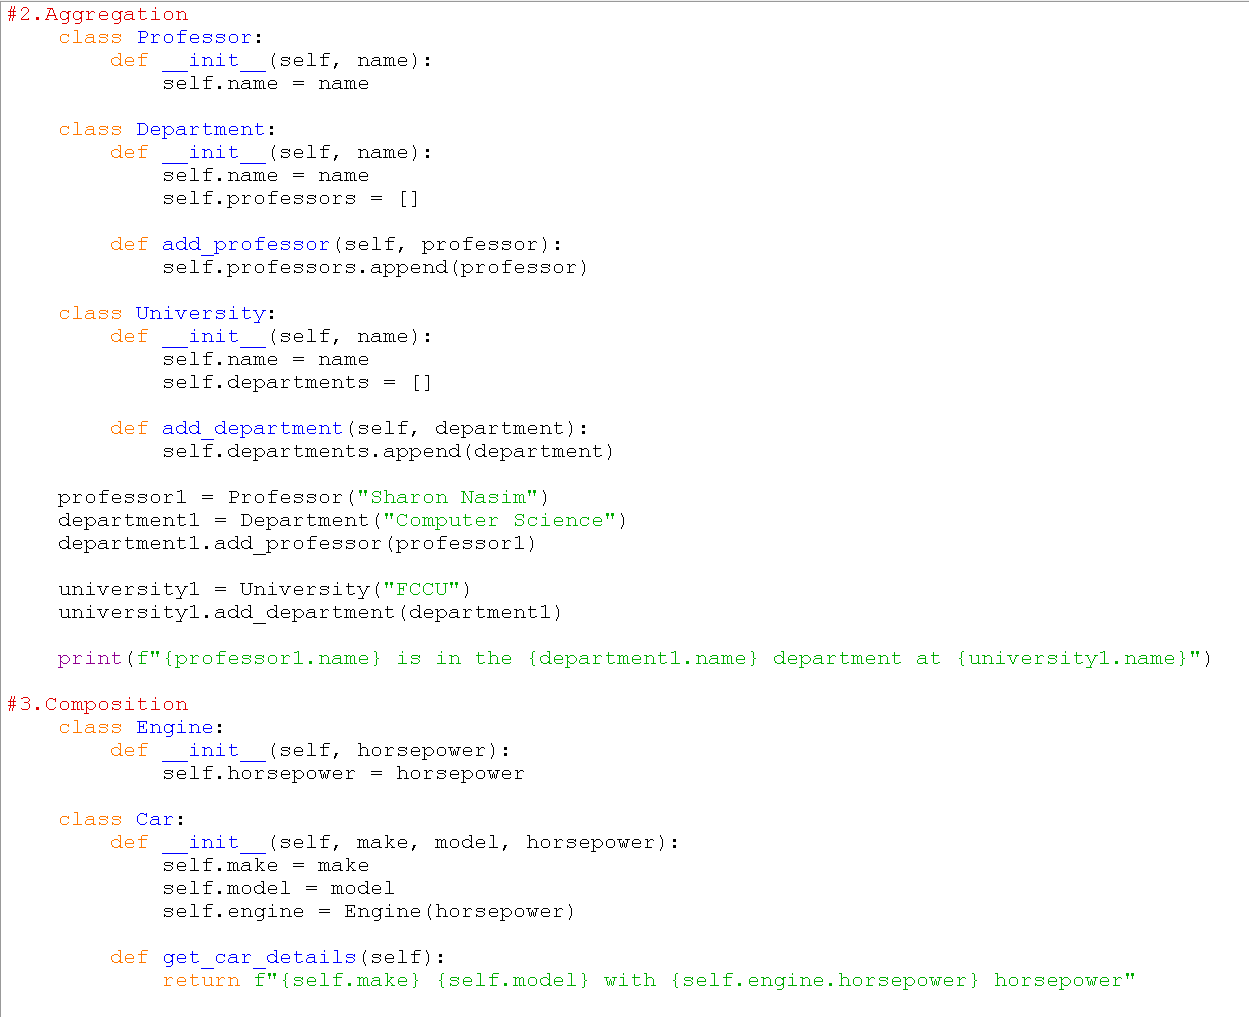 #2.Aggregation
    class Professor:
        def __init__(self, name):
            self.name = name

    class Department:
        def __init__(self, name):
            self.name = name
            self.professors = []

        def add_professor(self, professor):
            self.professors.append(professor)

    class University:
        def __init__(self, name):
            self.name = name
            self.departments = []

        def add_department(self, department):
            self.departments.append(department)

    professor1 = Professor("Sharon Nasim")
    department1 = Department("Computer Science")
    department1.add_professor(professor1)

    university1 = University("FCCU")
    university1.add_department(department1)

    print(f"{professor1.name} is in the {department1.name} department at {university1.name}")

#3.Composition
    class Engine:
        def __init__(self, horsepower):
            self.horsepower = horsepower

    class Car:
        def __init__(self, make, model, horsepower):
            self.make = make
            self.model = model
            self.engine = Engine(horsepower)

        def get_car_details(self):
            return f"{self.make} {self.model} with {self.engine.horsepower} horsepower"